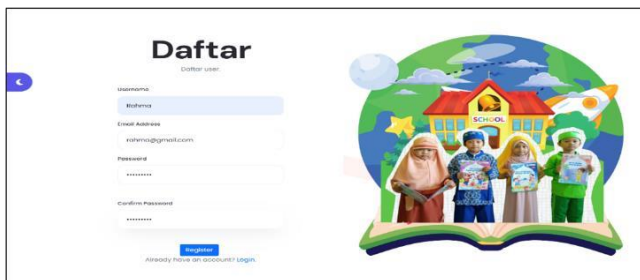 Daftar
Daftar user.
Username
Rahma
Email Address
rahma@gmail.com
Password
•••••••••
Confirm Password
•••••••••
Register
Already have an account? Login.
SCHOOL